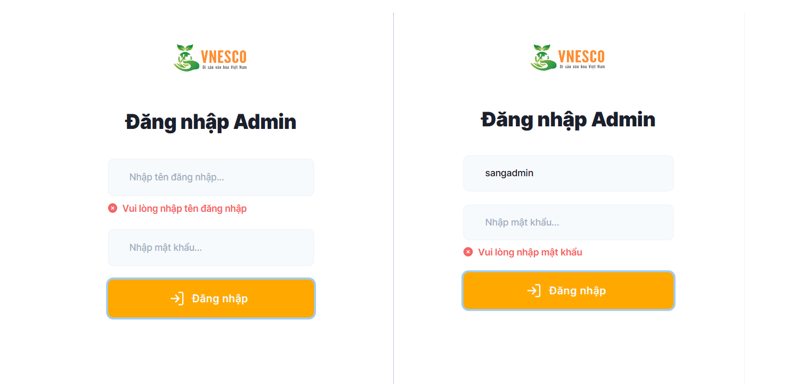 VNESCO
Di sản văn hóa Việt Nam
Đăng nhập Admin
Nhập tên đăng nhập...
Vui lòng nhập tên đăng nhập
Nhập mật khẩu...
Đăng nhập
VNESCO
Di sản văn hóa Việt Nam
Đăng nhập Admin
sangadmin
Nhập mật khẩu...
Vui lòng nhập mật khẩu
Đăng nhập